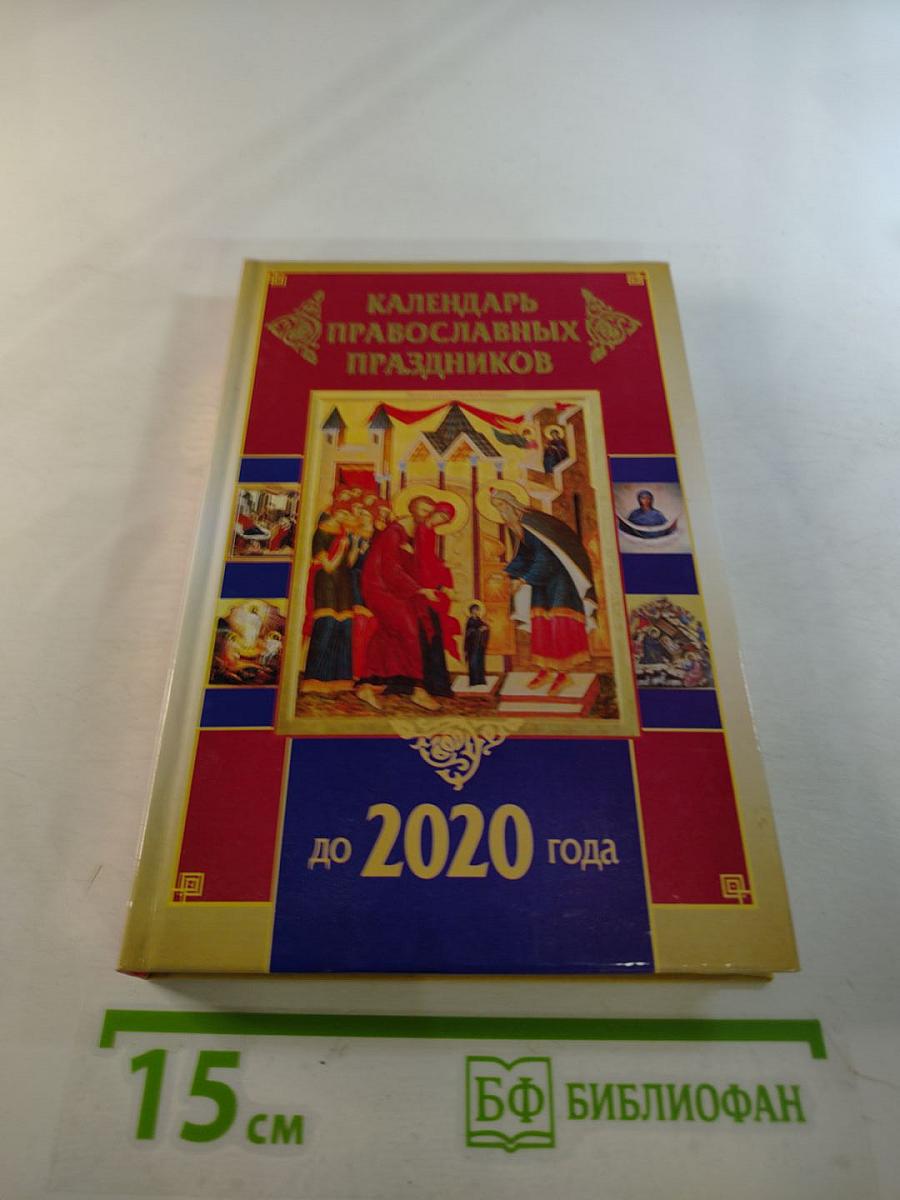 КАЛЕНДАРЬ
ПРАВОСЛАВНЫХ
ПРАЗДНИКОВ
до 2020 года
15 см
БФ БИБЛИОФАН